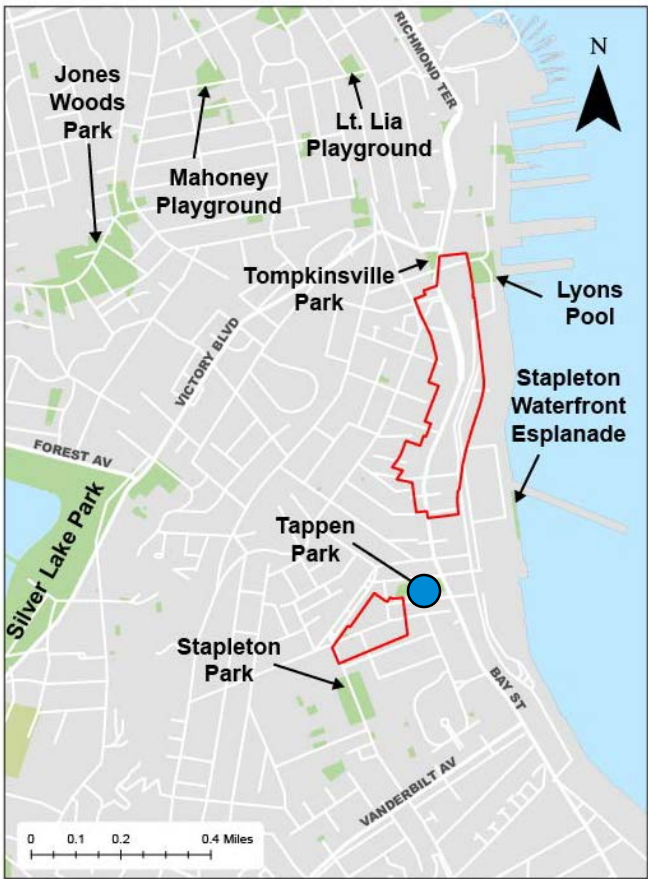 RICHMOND TER
N
Jones
Woods
Park
Lt. Lia
Playground
Mahoney
Playground
Tompkinsville
Park
Lyons
Pool
VICTORY BLVD
Stapleton
Waterfront
Esplanade
FOREST AV
Silver Lake Park
Tappen
Park
Stapleton
Park
BAY ST
VANDERBILT AV
0 0.1 0.2 0.4 Miles